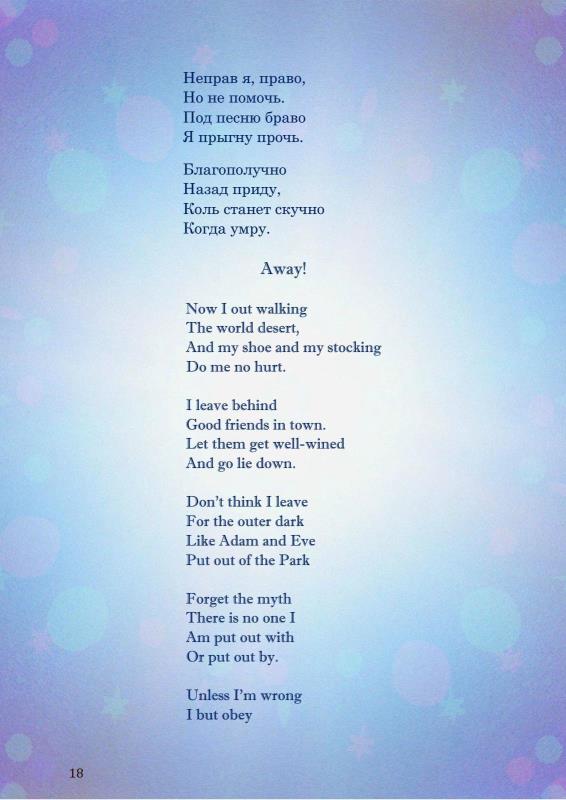 Неправ я, право,
Но не помочь.
Под песню браво
Я прыгну прочь.
Благополучно
Назад приду,
Коль станет скучно
Когда умру.
Away!
Now I out walking
The world desert,
And my shoe and my stocking
Do me no hurt.
I leave behind
Good friends in town.
Let them get well-wined
And go lie down.
Don’t think I leave
For the outer dark
Like Adam and Eve
Put out of the Park
Forget the myth
There is no one I
Am put out with
Or put out by.
Unless I’m wrong
I but obey
18